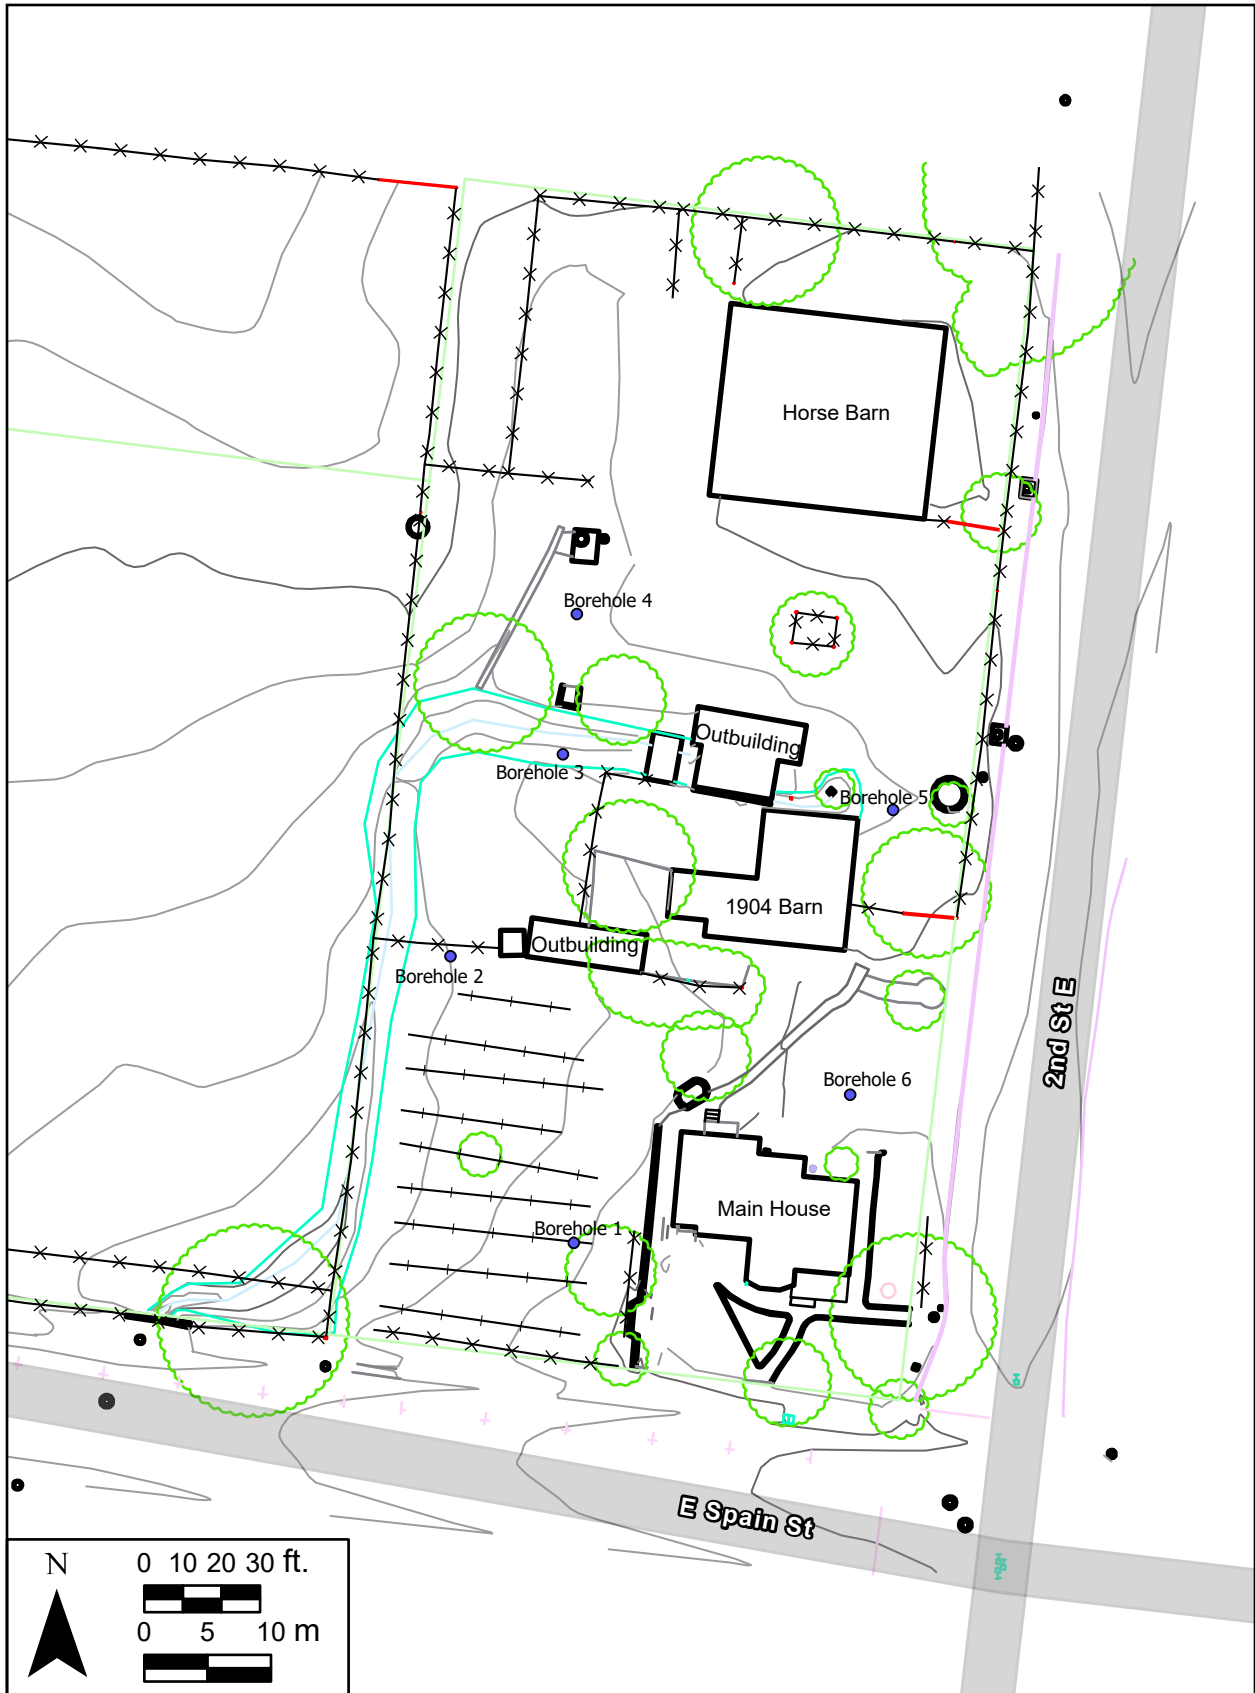 Horse Barn
Borehole 4
Outbuilding
Borehole 3
Borehole 5
1904 Barn
Outbuilding
Borehole 2
2nd St E
Borehole 6
Main House
Borehole 1
E Spain St
N
0 10 20 30 ft.
0 5 10 m